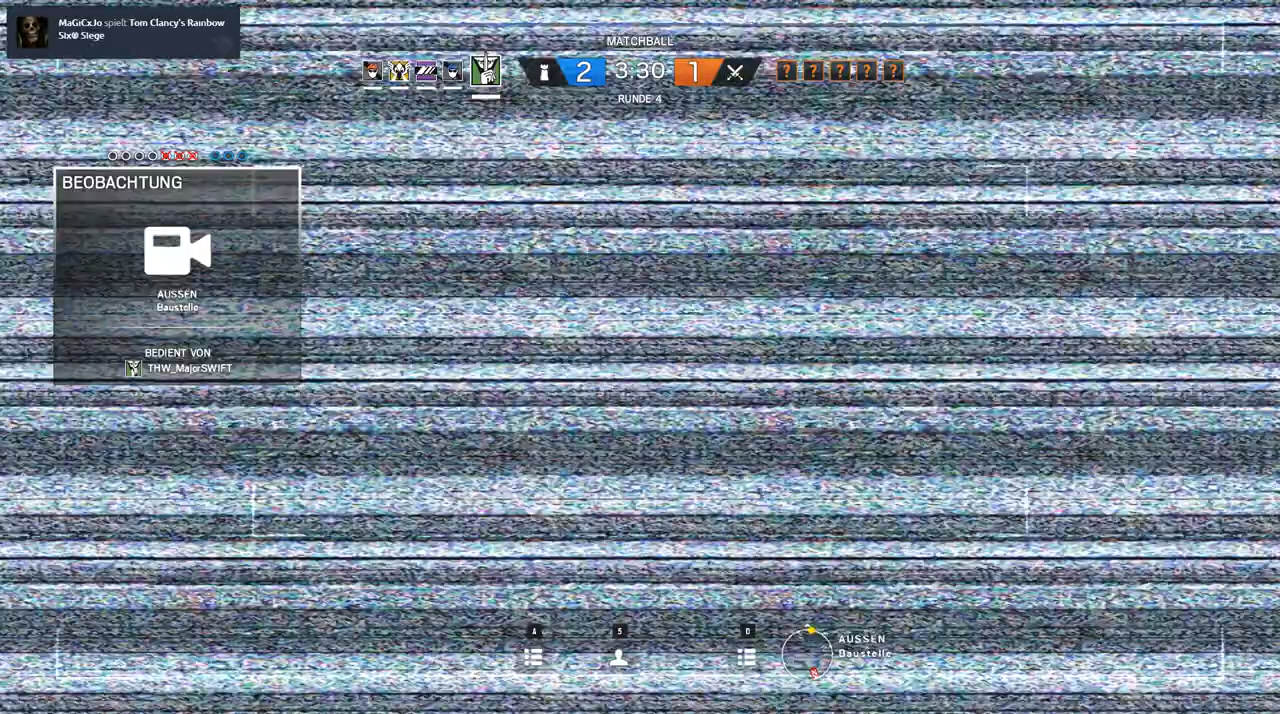 MaGiCxJo spielt Tom Clancy's Rainbow
Six® Siege
MATCHBALL
2 3:30 1
? ? ? ? ?
RUNDE 4
BEOBACHTUNG
AUSSEN
Baustelle
BEDIENT VON
THW_MajorSWIFT
A S D
AUSSEN
Baustelle